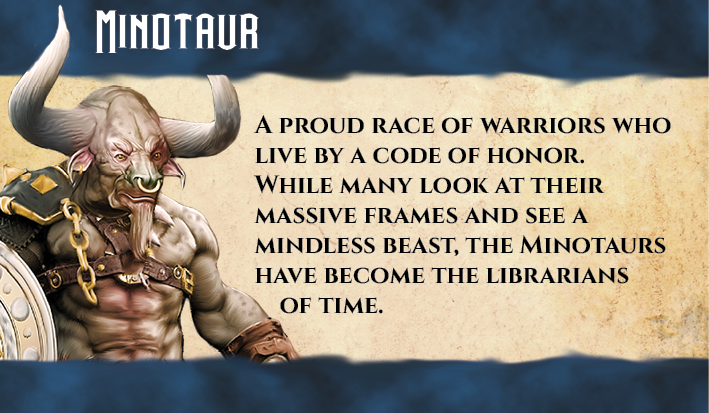 Minotaur
A proud race of warriors who
live by a code of honor.
While many look at their
massive frames and see a
mindless beast, the Minotaurs
have become the librarians
of time.